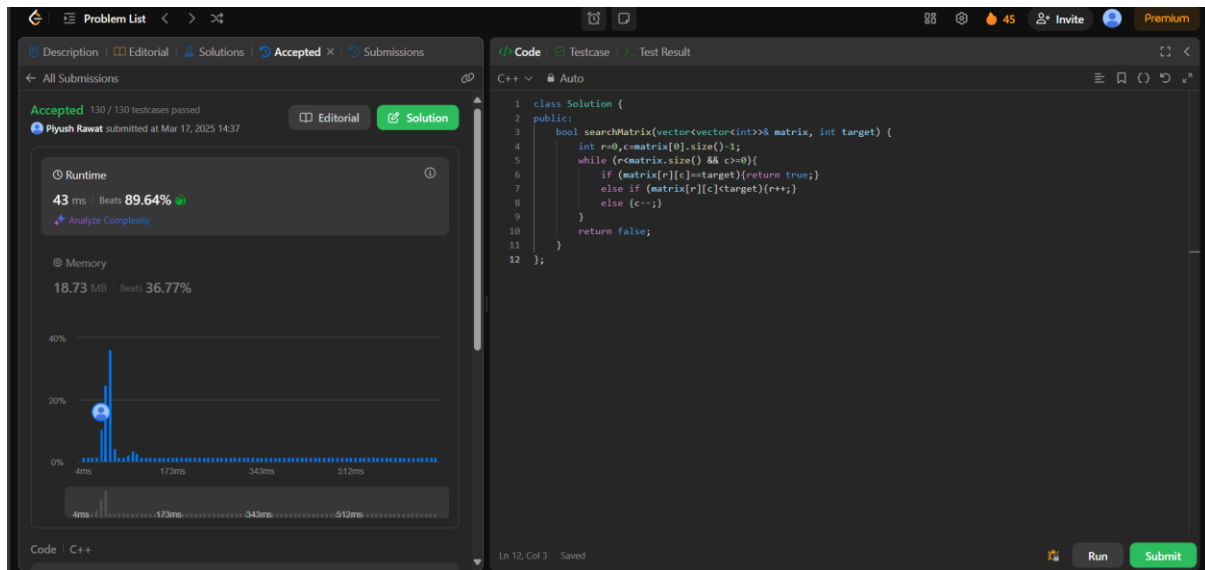 Problem List
45
Invite
Premium
Description
Editorial
Solutions
Accepted
Submissions
All Submissions
Accepted 130 / 130 testcases passed
Piyush Rawat submitted at Mar 17, 2025 14:37
Editorial
Solution
Runtime
43 ms Beats 89.64%
Analyze Complexity
Memory
18.73 MB Beats 36.77%
40%
20%
0%
4ms 173ms 343ms 512ms
4ms 173ms 343ms 512ms
Code C++
</> Code
Testcase
>_ Test Result
C++ Auto
1 class Solution {
2 public:
3 bool searchMatrix(vector<vector<int>>& matrix, int target) {
4 int r=0,c=matrix[0].size()-1;
5 while (r<matrix.size() && c>=0){
6 if (matrix[r][c]==target){return true;}
7 else if (matrix[r][c]<target){r++;}
8 else {c--;}
9 }
10 return false;
11 }
12 };
Ln 12, Col 3 Saved
Run
Submit